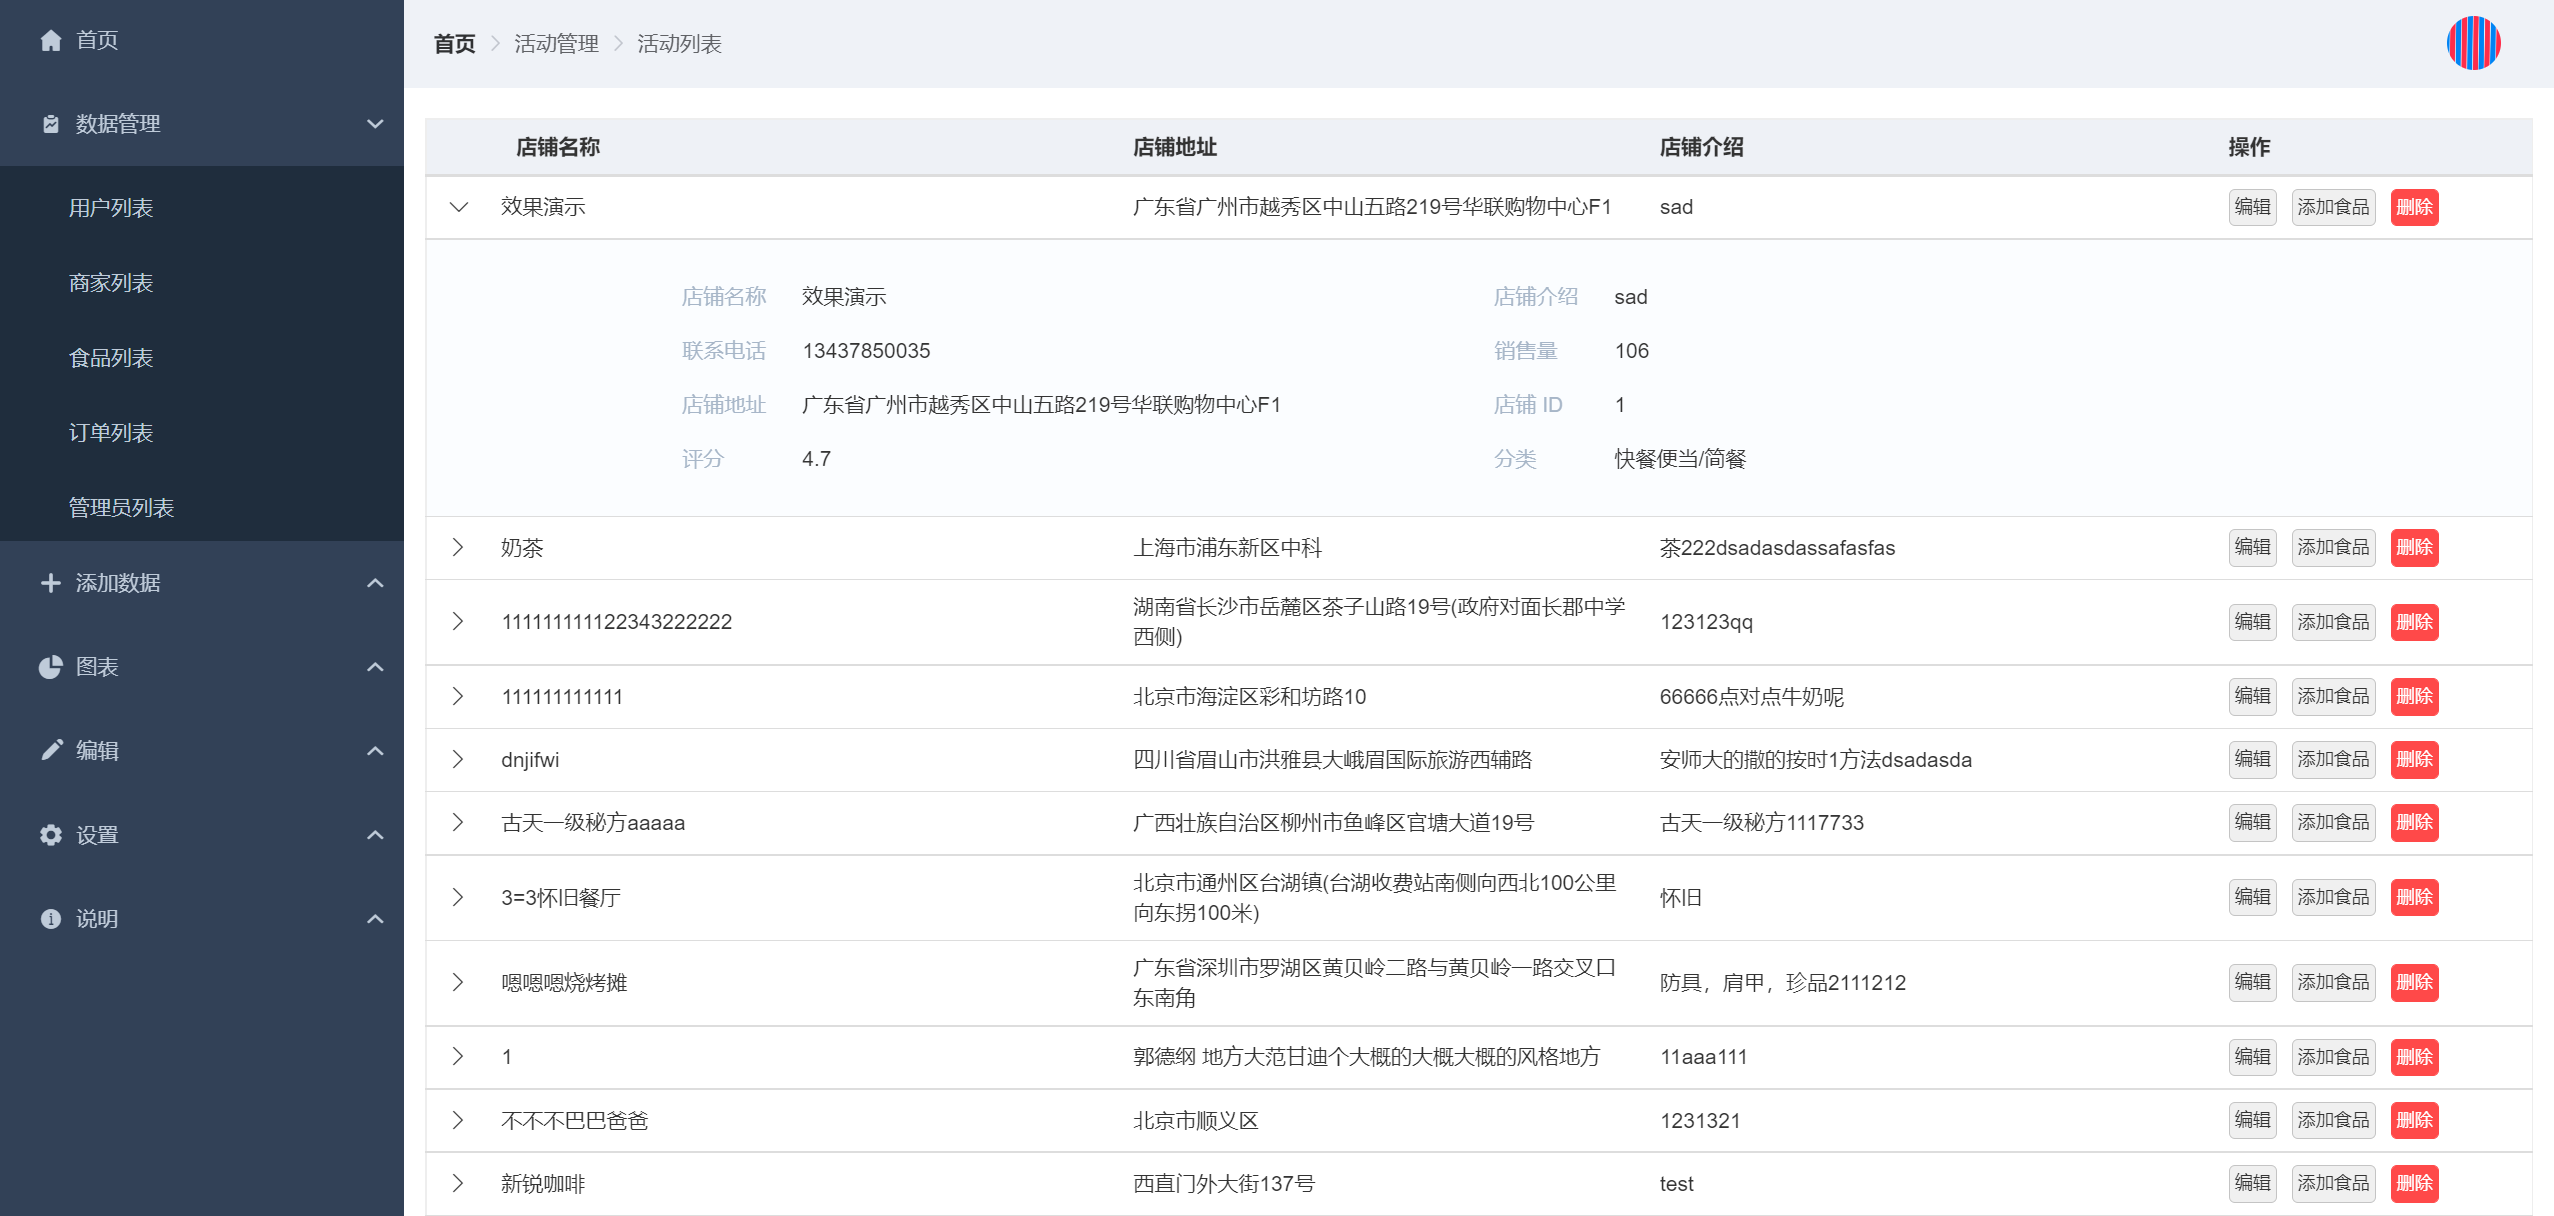 首页
数据管理
用户列表
商家列表
食品列表
订单列表
管理员列表
添加数据
图表
编辑
设置
说明
首页 > 活动管理 > 活动列表
店铺名称 店铺地址 店铺介绍 操作
效果演示 广东省广州市越秀区中山五路219号华联购物中心F1 sad 编辑 添加食品 删除
店铺名称 效果演示 店铺介绍 sad
联系电话 13437850035 销售量 106
店铺地址 广东省广州市越秀区中山五路219号华联购物中心F1 店铺 ID 1
评分 4.7 分类 快餐便当/简餐
奶茶 上海市浦东新区中科 茶222dsadasdassafasfas 编辑 添加食品 删除
111111111122343222222 湖南省长沙市岳麓区茶子山路19号(政府对面长郡中学
西侧) 123123qq 编辑 添加食品 删除
111111111111 北京市海淀区彩和坊路10 66666点对点牛奶呢 编辑 添加食品 删除
dnjifwi 四川省眉山市洪雅县大峨眉国际旅游西辅路 安师大的撒的按时1方法dsadasda 编辑 添加食品 删除
古天一级秘方aaaaa 广西壮族自治区柳州市鱼峰区官塘大道19号 古天一级秘方1117733 编辑 添加食品 删除
3=3怀旧餐厅 北京市通州区台湖镇(台湖收费站南侧向西北100公里
向东拐100米) 怀旧 编辑 添加食品 删除
嗯嗯嗯烧烤摊 广东省深圳市罗湖区黄贝岭二路与黄贝岭一路交叉口
东南角 防具，肩甲，珍品2111212 编辑 添加食品 删除
1 郭德纲 地方大范甘迪个大概的大概大概的风格地方 11aaa111 编辑 添加食品 删除
不不不巴巴爸爸 北京市顺义区 1231321 编辑 添加食品 删除
新锐咖啡 西直门外大街137号 test 编辑 添加食品 删除